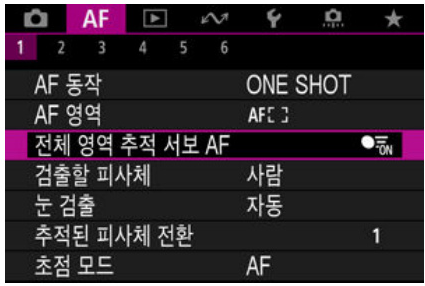 AF
1 2 3 4 5 6
AF 동작 ONE SHOT
AF 영역 AF[ ]
전체 영역 추적 서보 AF ON
검출할 피사체 사람
눈 검출 자동
추적된 피사체 전환 1
초점 모드 AF